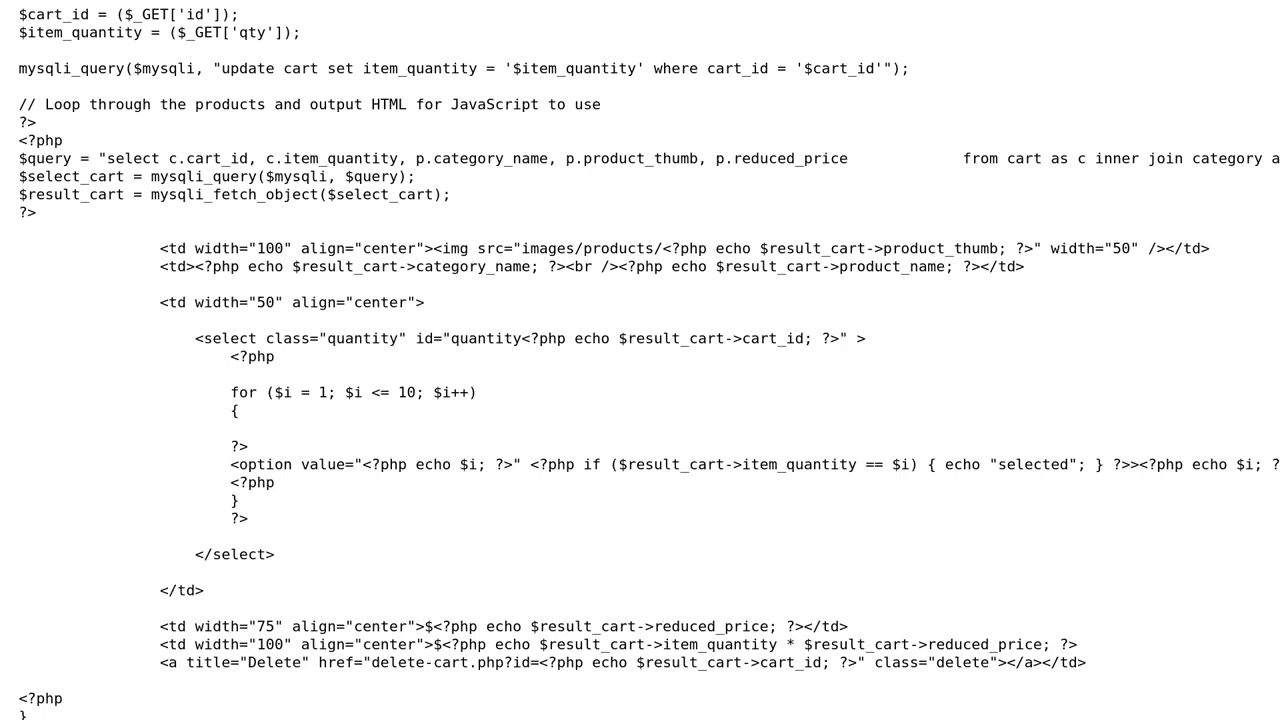 $cart_id = ($_GET['id']);
$item_quantity = ($_GET['qty']);
mysqli_query($mysqli, "update cart set item_quantity = '$item_quantity' where cart_id = '$cart_id'");
// Loop through the products and output HTML for JavaScript to use
?>
<?php
$query = "select c.cart_id, c.item_quantity, p.category_name, p.product_thumb, p.reduced_price             from cart as c inner join category a
$select_cart = mysqli_query($mysqli, $query);
$result_cart = mysqli_fetch_object($select_cart);
?>
<td width="100" align="center"><img src="images/products/<?php echo $result_cart->product_thumb; ?>" width="50" /></td>
<td><?php echo $result_cart->category_name; ?><br /><?php echo $result_cart->product_name; ?></td>
<td width="50" align="center">
<select class="quantity" id="quantity<?php echo $result_cart->cart_id; ?>" >
<?php
for ($i = 1; $i <= 10; $i++)
{
?>
<option value="<?php echo $i; ?>" <?php if ($result_cart->item_quantity == $i) { echo "selected"; } ?>><?php echo $i; ?
<?php
}
?>
</select>
</td>
<td width="75" align="center">$<?php echo $result_cart->reduced_price; ?></td>
<td width="100" align="center">$<?php echo $result_cart->item_quantity * $result_cart->reduced_price; ?>
<a title="Delete" href="delete-cart.php?id=<?php echo $result_cart->cart_id; ?>" class="delete"></a></td>
<?php
}